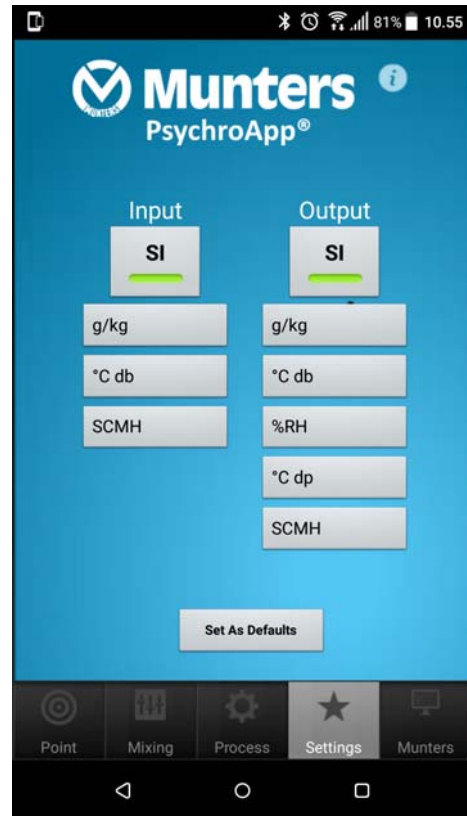 81% 10.55
Munters
PsychroApp®
Input
Output
SI
SI
g/kg
g/kg
°C db
°C db
SCMH
%RH
°C dp
SCMH
Set As Defaults
Point Mixing Process Settings Munters